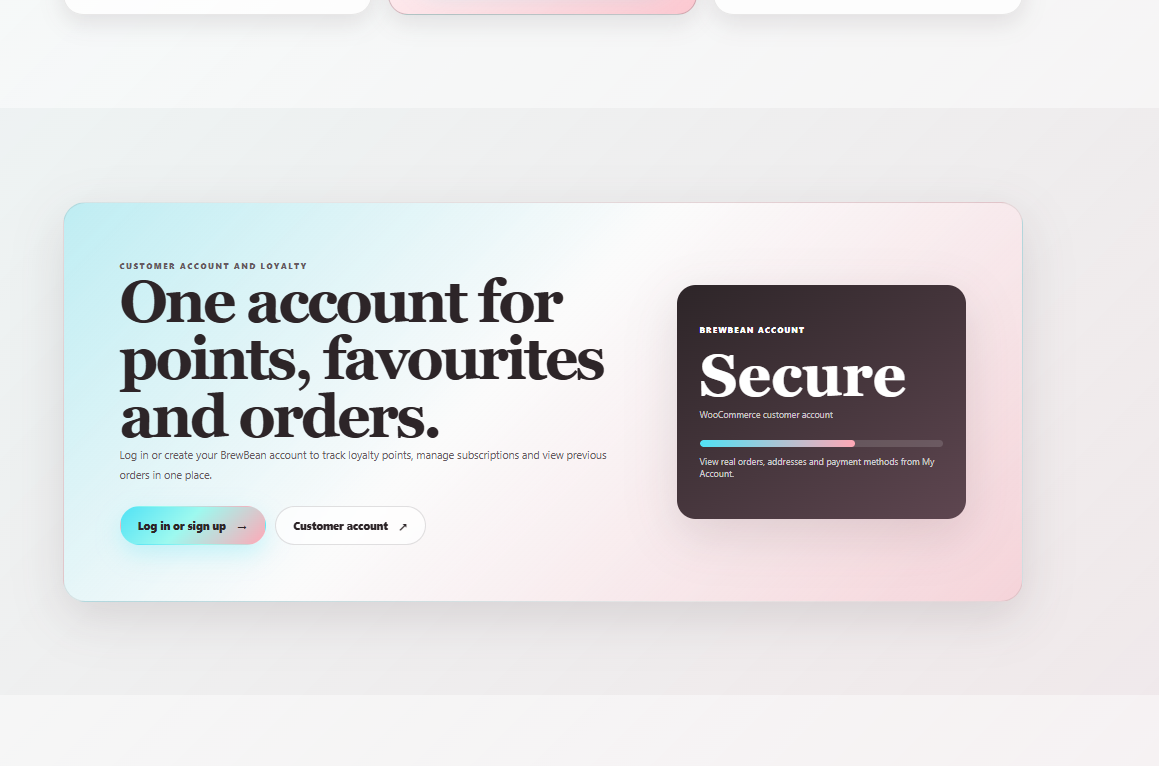 CUSTOMER ACCOUNT AND LOYALTY
One account for
points, favourites
and orders.
Log in or create your BrewBean account to track loyalty points, manage subscriptions and view previous
orders in one place.
Log in or sign up →
Customer account ↗
BREWBEAN ACCOUNT
Secure
WooCommerce customer account
View real orders, addresses and payment methods from My
Account.